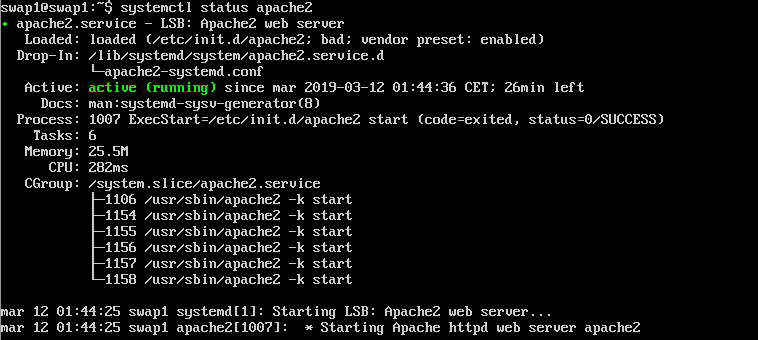 swap1@swap1:~$ systemctl status apache2
● apache2.service - LSB: Apache2 web server
   Loaded: loaded (/etc/init.d/apache2; bad; vendor preset: enabled)
  Drop-In: /lib/systemd/system/apache2.service.d
           └─apache2-systemd.conf
   Active: active (running) since mar 2019-03-12 01:44:36 CET; 26min left
     Docs: man:systemd-sysv-generator(8)
  Process: 1007 ExecStart=/etc/init.d/apache2 start (code=exited, status=0/SUCCESS)
    Tasks: 6
   Memory: 25.5M
      CPU: 282ms
   CGroup: /system.slice/apache2.service
           ├─1106 /usr/sbin/apache2 -k start
           ├─1154 /usr/sbin/apache2 -k start
           ├─1155 /usr/sbin/apache2 -k start
           ├─1156 /usr/sbin/apache2 -k start
           ├─1157 /usr/sbin/apache2 -k start
           └─1158 /usr/sbin/apache2 -k start

mar 12 01:44:25 swap1 systemd[1]: Starting LSB: Apache2 web server...
mar 12 01:44:25 swap1 apache2[1007]:  * Starting Apache httpd web server apache2